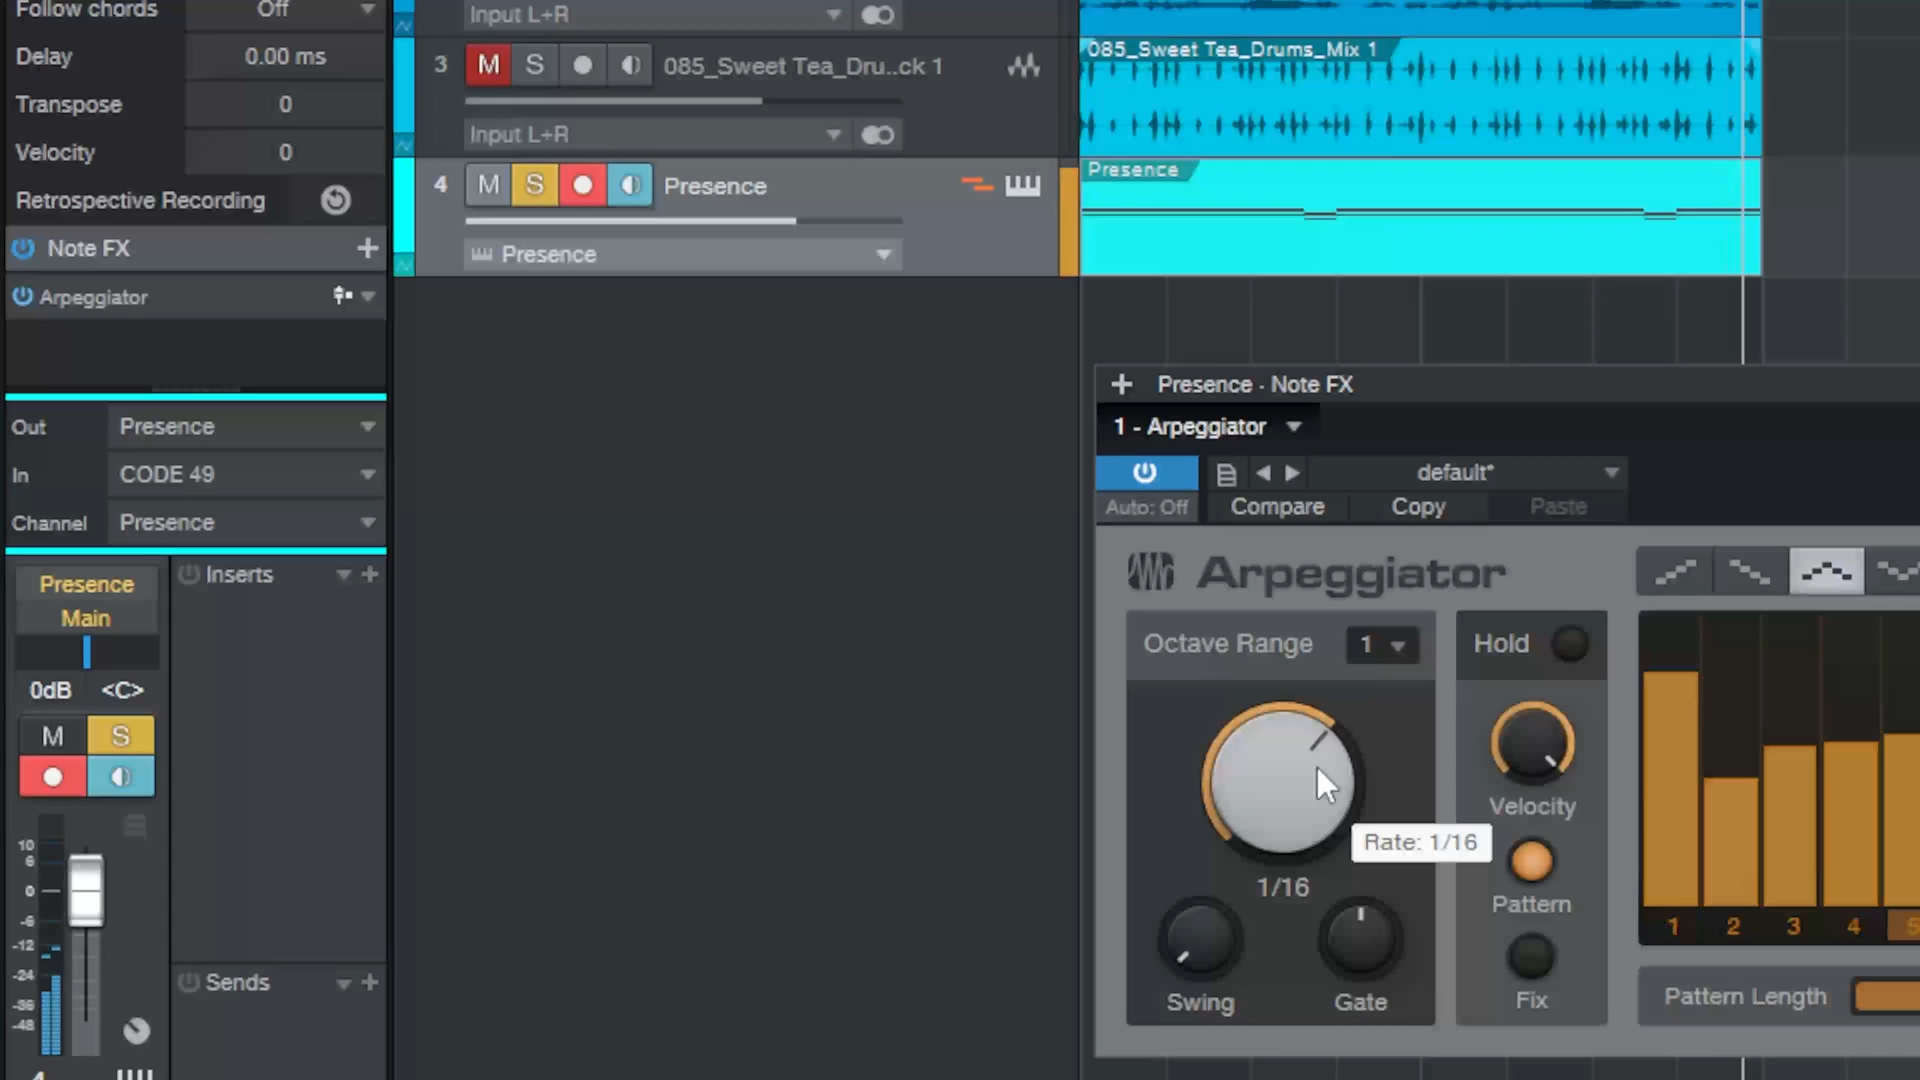 Follow chords Off
Delay 0.00 ms
Transpose 0
Velocity 0
Retrospective Recording
Note FX
Arpeggiator
Out Presence
In CODE 49
Channel Presence
Presence
Main
0dB <C>
M S
10
6
0
-6
-12
-24
-36
-48
4
Inserts
Sends
Input L+R
3 M S 085_Sweet Tea_Dru..ck 1
Input L+R
4 M S Presence
Presence
085_Sweet Tea_Drums_Mix 1
Presence
Presence - Note FX
1 - Arpeggiator
default*
Auto: Off Compare Copy Paste
Arpeggiator
Octave Range 1
Hold
Velocity
Rate: 1/16
1/16
Pattern
Swing Gate
Fix
1 2 3 4 5
Pattern Length